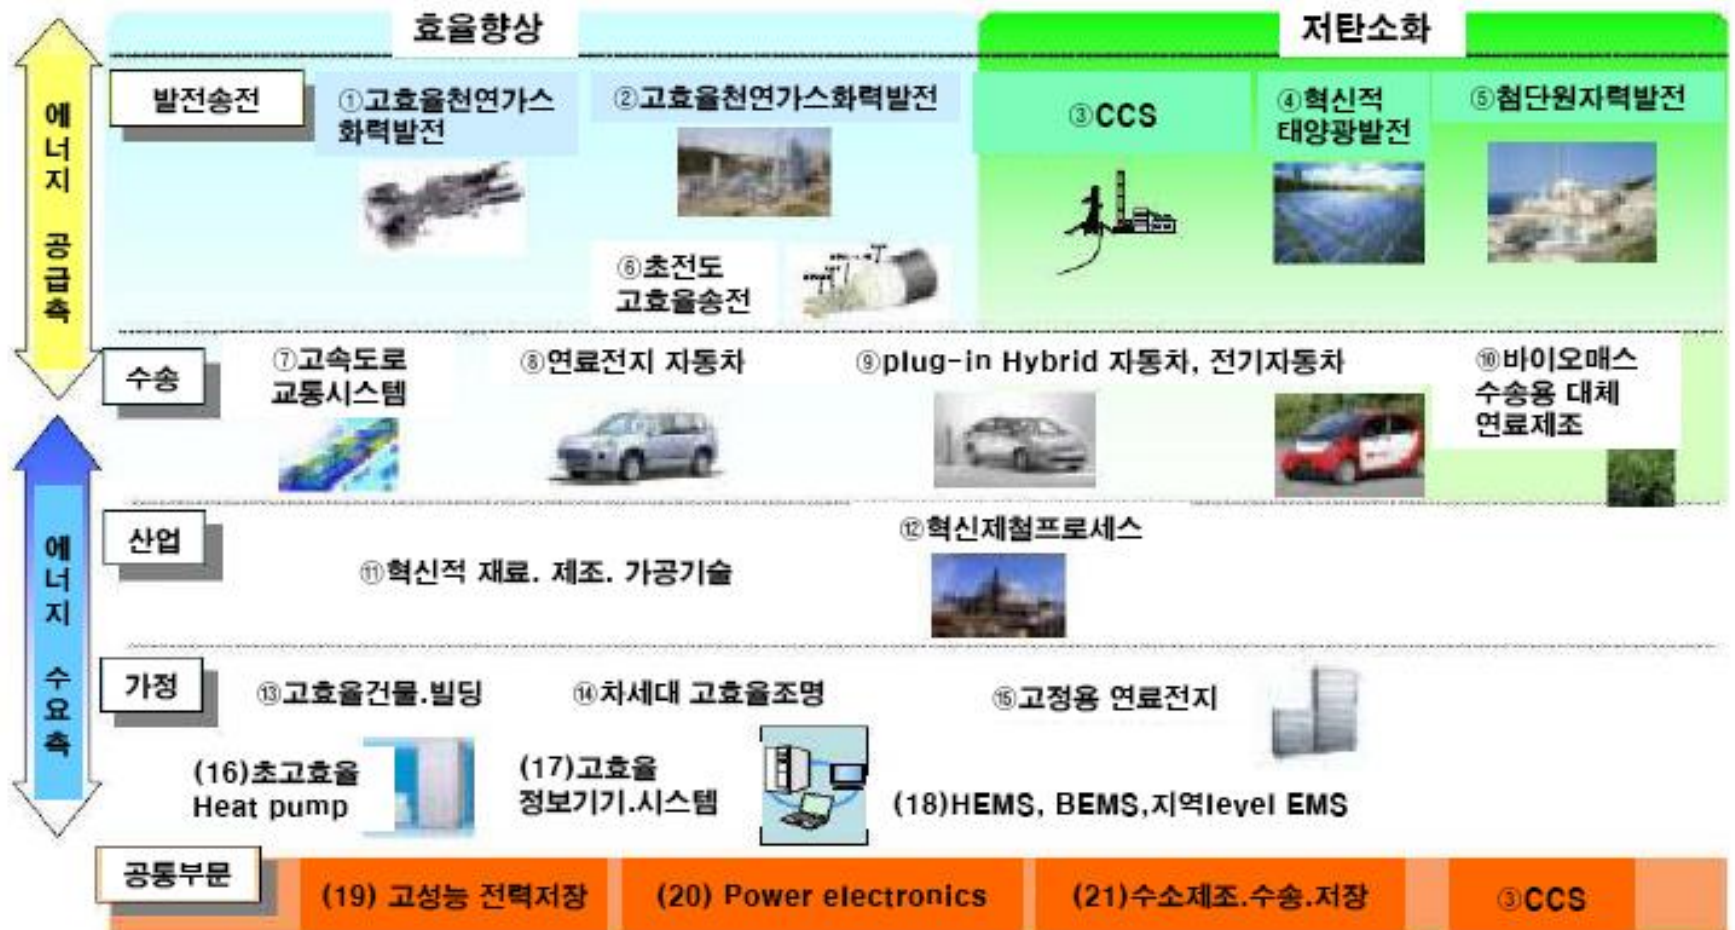 효율향상
저탄소화
에너지 공급측
발전송전
①고효율천연가스
화력발전
②고효율천연가스화력발전
③CCS
④혁신적
태양광발전
⑤첨단원자력발전
⑥초전도
고효율송전
수송
⑦고속도로
교통시스템
⑧연료전지 자동차
⑨plug-in Hybrid 자동차, 전기자동차
⑩바이오매스
수송용 대체
연료제조
에너지 수요측
산업
⑪혁신적 재료. 제조. 가공기술
⑫혁신제철프로세스
가정
⑬고효율건물.빌딩
⑭차세대 고효율조명
⑮고정용 연료전지
(16)초고효율
Heat pump
(17)고효율
정보기기.시스템
(18)HEMS, BEMS,지역level EMS
공통부문
(19) 고성능 전력저장
(20) Power electronics
(21)수소제조.수송.저장
③CCS